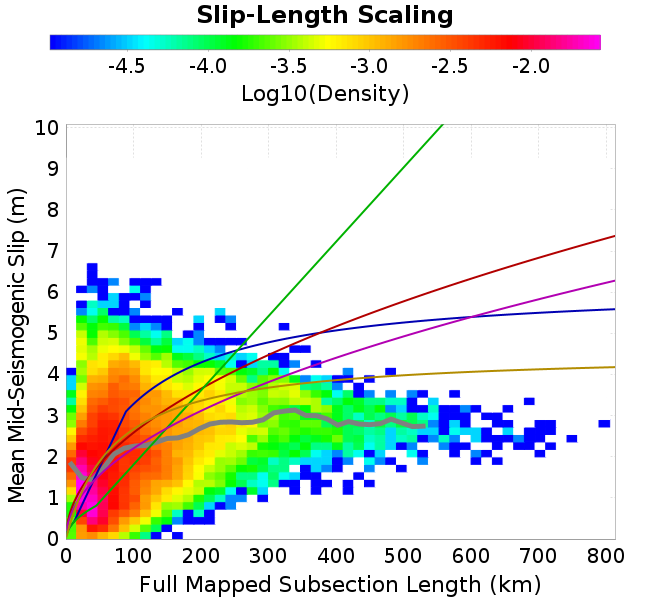 Slip-Length Scaling
-4.5 -4.0 -3.5 -3.0 -2.5 -2.0
Log10(Density)
10
9
8
7
6
5
4
3
2
1
0
Mean Mid-Seismogenic Slip (m)
0 100 200 300 400 500 600 700 800
Full Mapped Subsection Length (km)